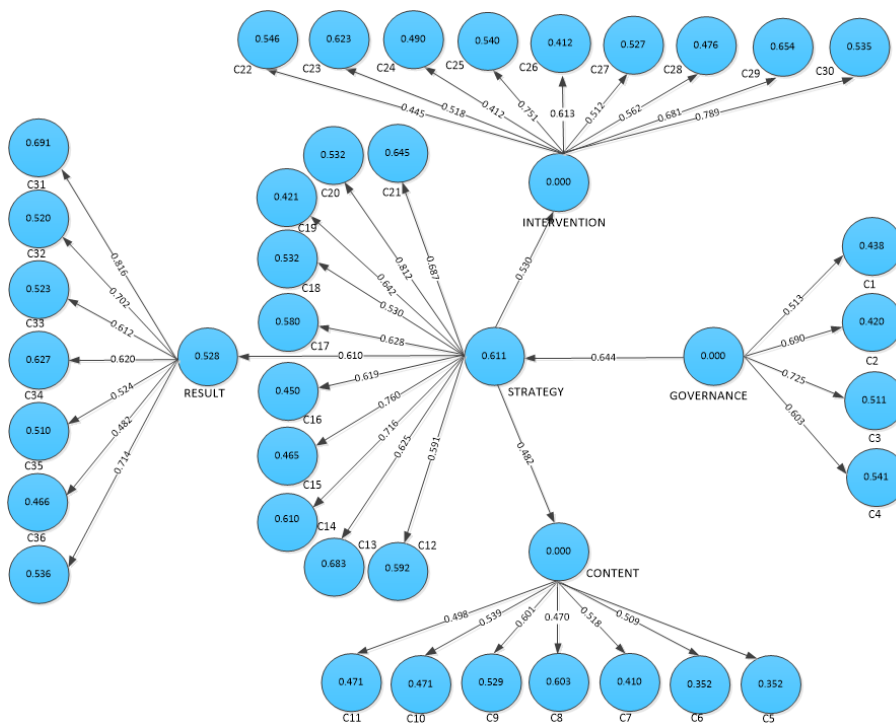 0.546 0.623 0.490 0.540 0.412 0.527 0.476 0.654 0.535
C22 C23 C24 C25 C26 C27 C28 C29 C30
0.445 0.518 0.412 0.751 0.613 0.512 0.562 0.681 0.789
0.000
INTERVENTION
0.530
0.691
C31
0.520
C32
0.523
C33
0.627
C34
0.510
C35
0.466
C36
0.536
0.816
0.702
0.612
0.620
0.524
0.482
0.714
0.528
RESULT
0.610
0.645
C21
0.532
C20
0.421
C19
0.532
C18
0.580
C17
0.450
C16
0.465
C15
0.610
C14
0.683
C13
0.592
C12
0.687
0.812
0.642
0.530
0.628
0.619
0.760
0.716
0.625
0.591
0.611
STRATEGY
0.644
0.000
GOVERNANCE
0.513
0.690
0.725
0.603
0.438
C1
0.420
C2
0.511
C3
0.541
C4
0.482
0.000
CONTENT
0.498 0.539 0.601 0.470 0.518 0.509
0.471 0.471 0.529 0.603 0.410 0.352 0.352
C11 C10 C9 C8 C7 C6 C5